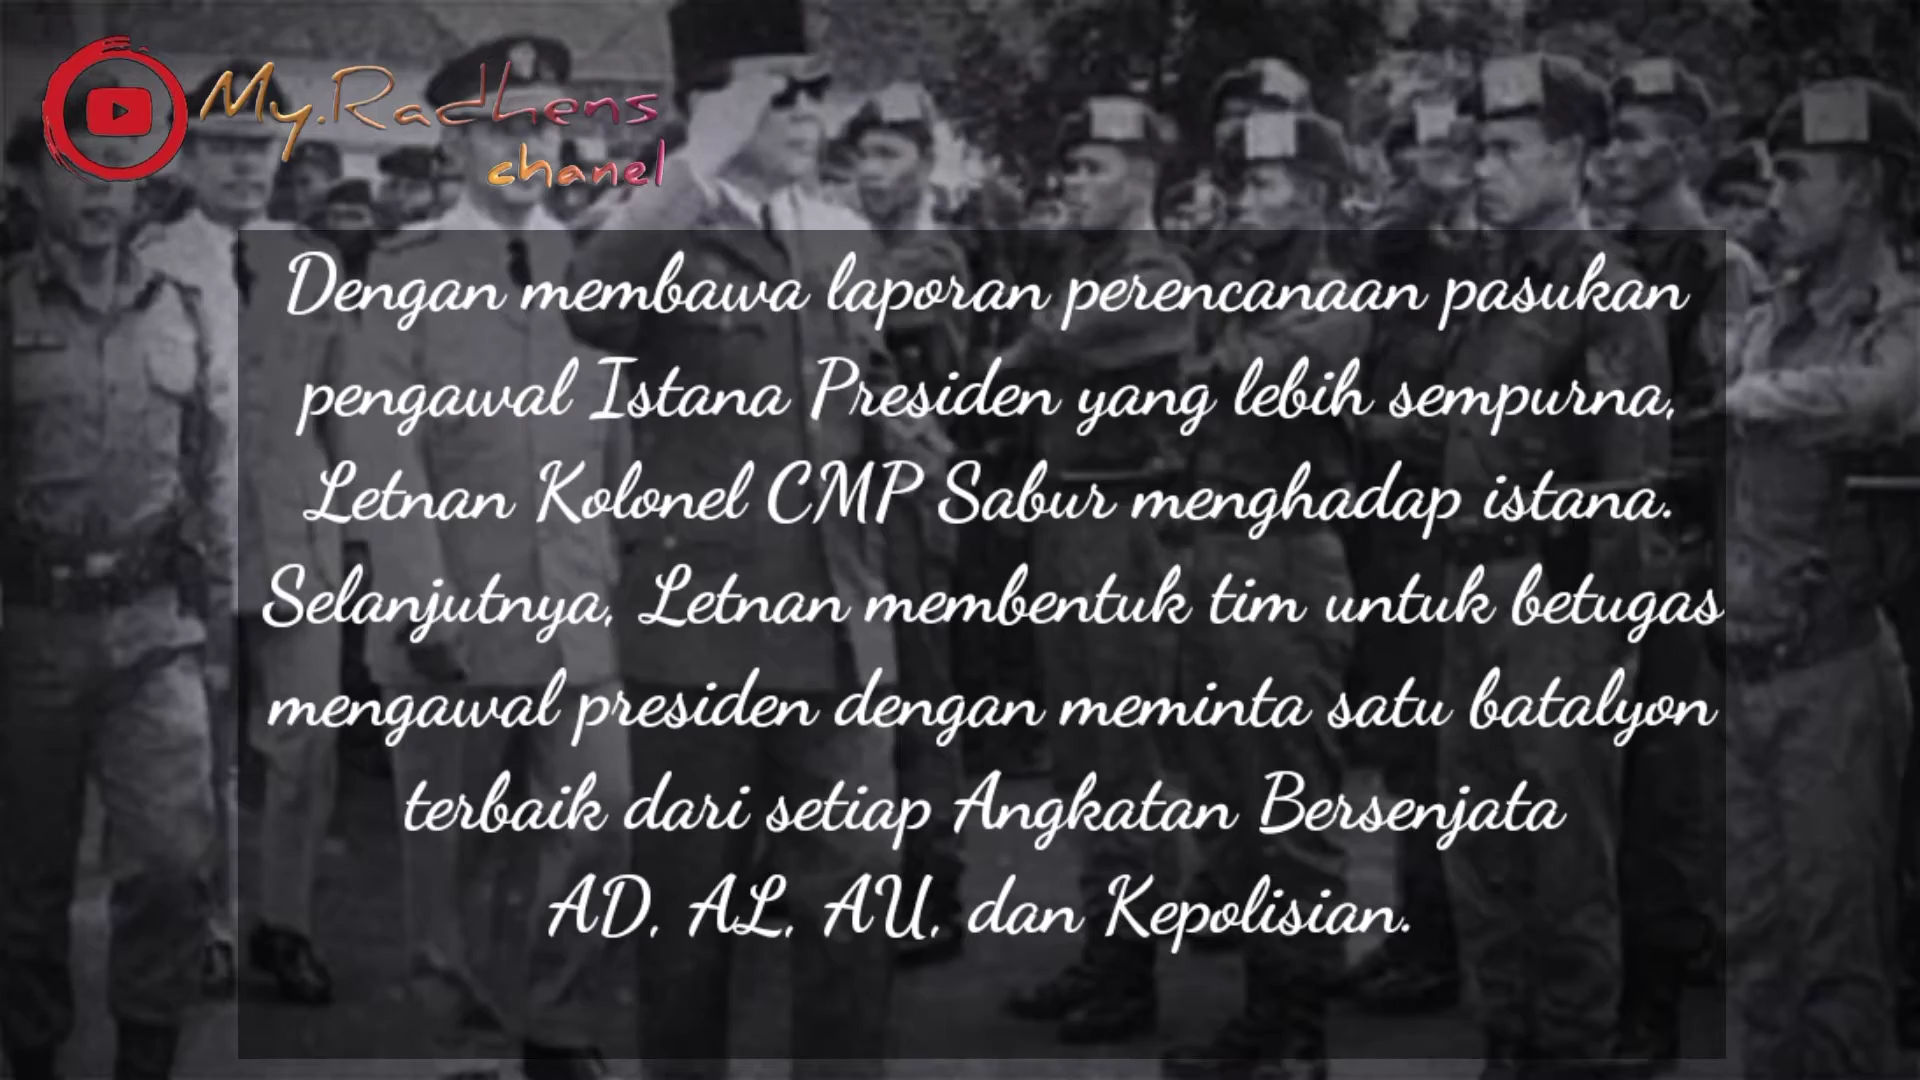 My.Radhens
chanel
Dengan membawa laporan perencanaan pasukan
pengawal Istana Presiden yang lebih sempurna,
Letnan Kolonel CMP Sabur menghadap istana.
Selanjutnya, Letnan membentuk tim untuk betugas
mengawal presiden dengan meminta satu batalyon
terbaik dari setiap Angkatan Bersenjata
AD, AL, AU, dan Kepolisian.